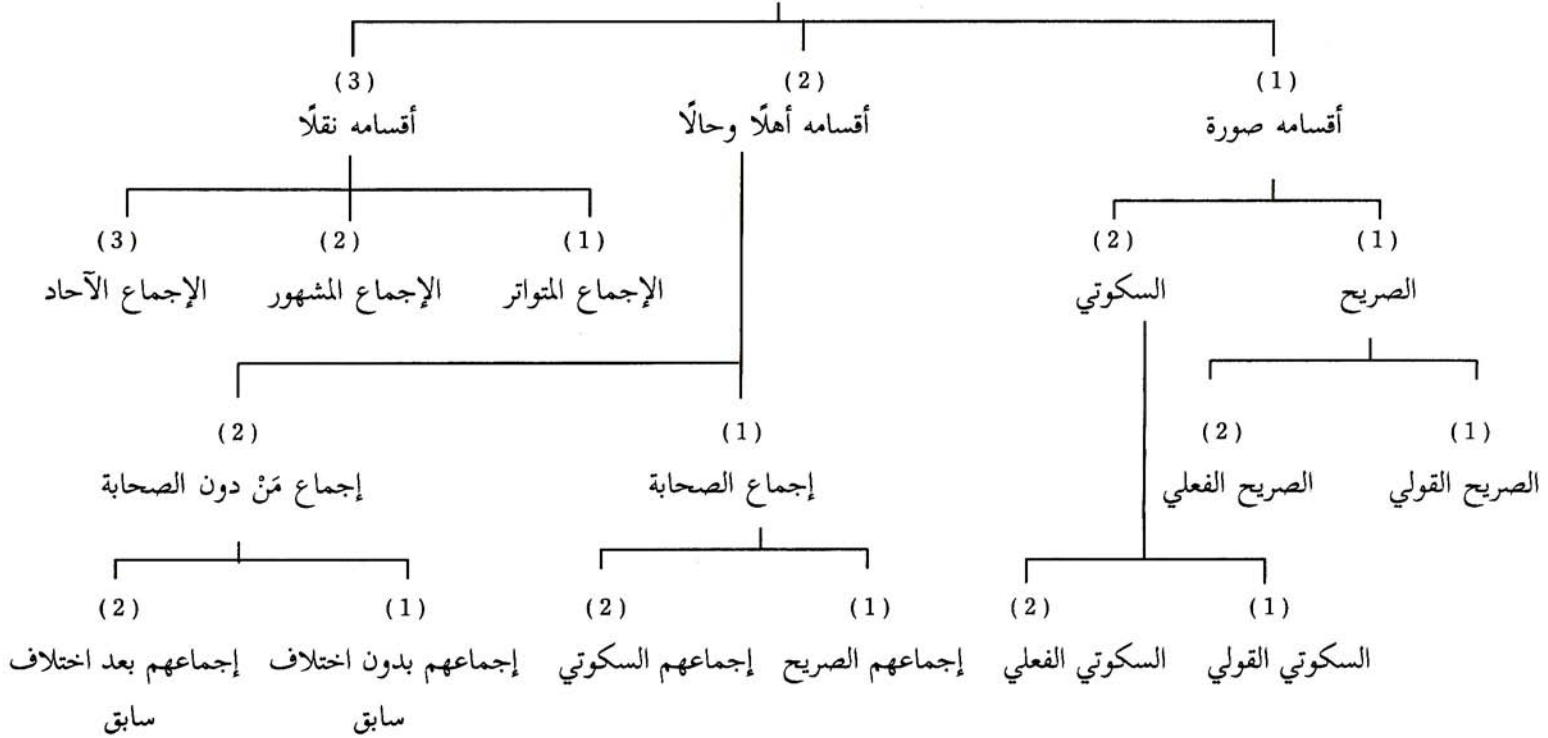 (1) (2) (3)
أقسامه صورة أقسامه أهلًا وحالًا أقسامه نقلًا
(1) (2) (1) (2) (3)
الصريح السكوتي الإجماع المتواتر الإجماع المشهور الإجماع الآحاد
(1) (2) (1) (2)
الصريح القولي الصريح الفعلي إجماع الصحابة إجماع مَنْ دون الصحابة
(1) (2) (1) (2) (1) (2)
السكوتي القولي السكوتي الفعلي إجماعهم الصريح إجماعهم السكوتي إجماعهم بدون اختلاف إجماعهم بعد اختلاف
سابق سابق